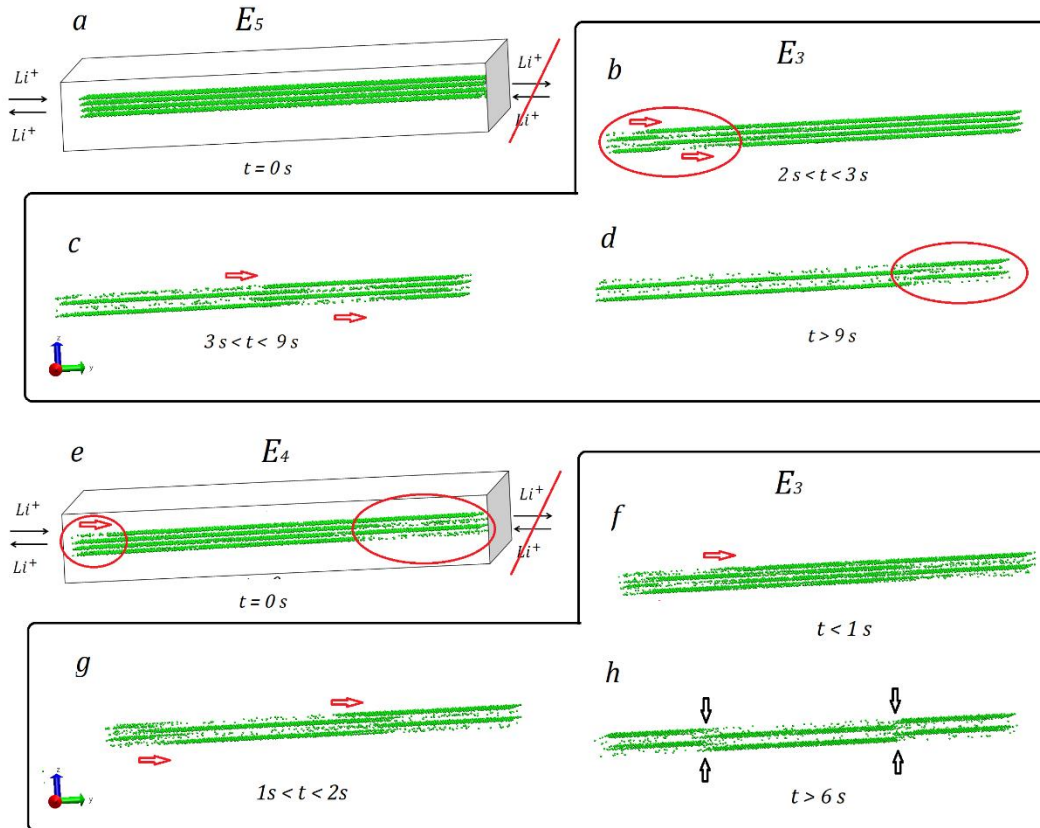 a
E5
Li+
Li+
Li+
Li+
t = 0 s
E3
b
2 s < t < 3 s
c
3 s < t < 9 s
z
y
d
t > 9 s
e
E4
Li+
Li+
Li+
Li+
t = 0 s
E3
f
t < 1 s
g
1s < t < 2s
z
y
h
t > 6 s